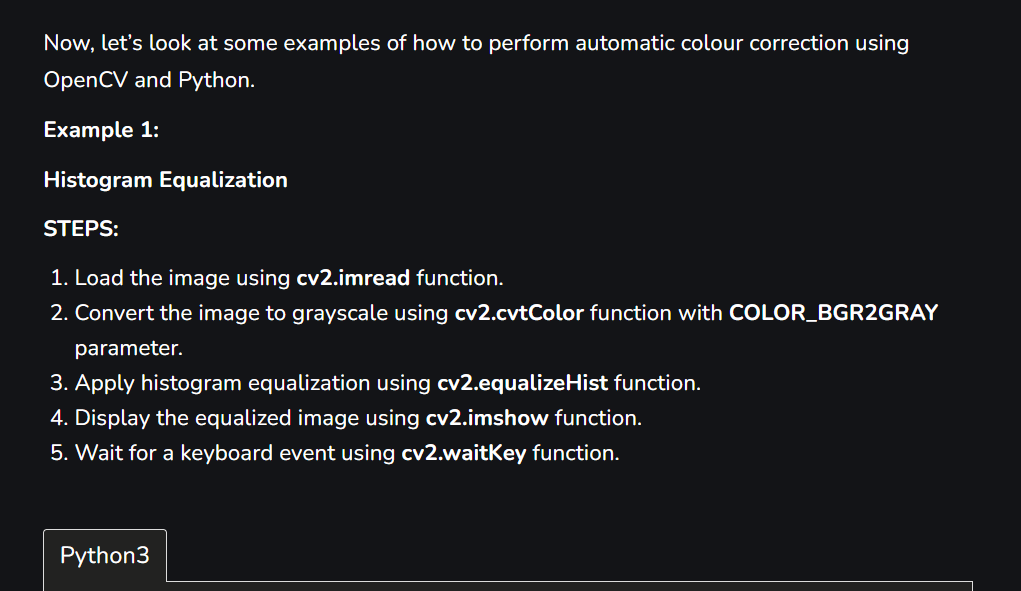 Now, let’s look at some examples of how to perform automatic colour correction using
OpenCV and Python.
Example 1:
Histogram Equalization
STEPS:
1. Load the image using cv2.imread function.
2. Convert the image to grayscale using cv2.cvtColor function with COLOR_BGR2GRAY
parameter.
3. Apply histogram equalization using cv2.equalizeHist function.
4. Display the equalized image using cv2.imshow function.
5. Wait for a keyboard event using cv2.waitKey function.
Python3